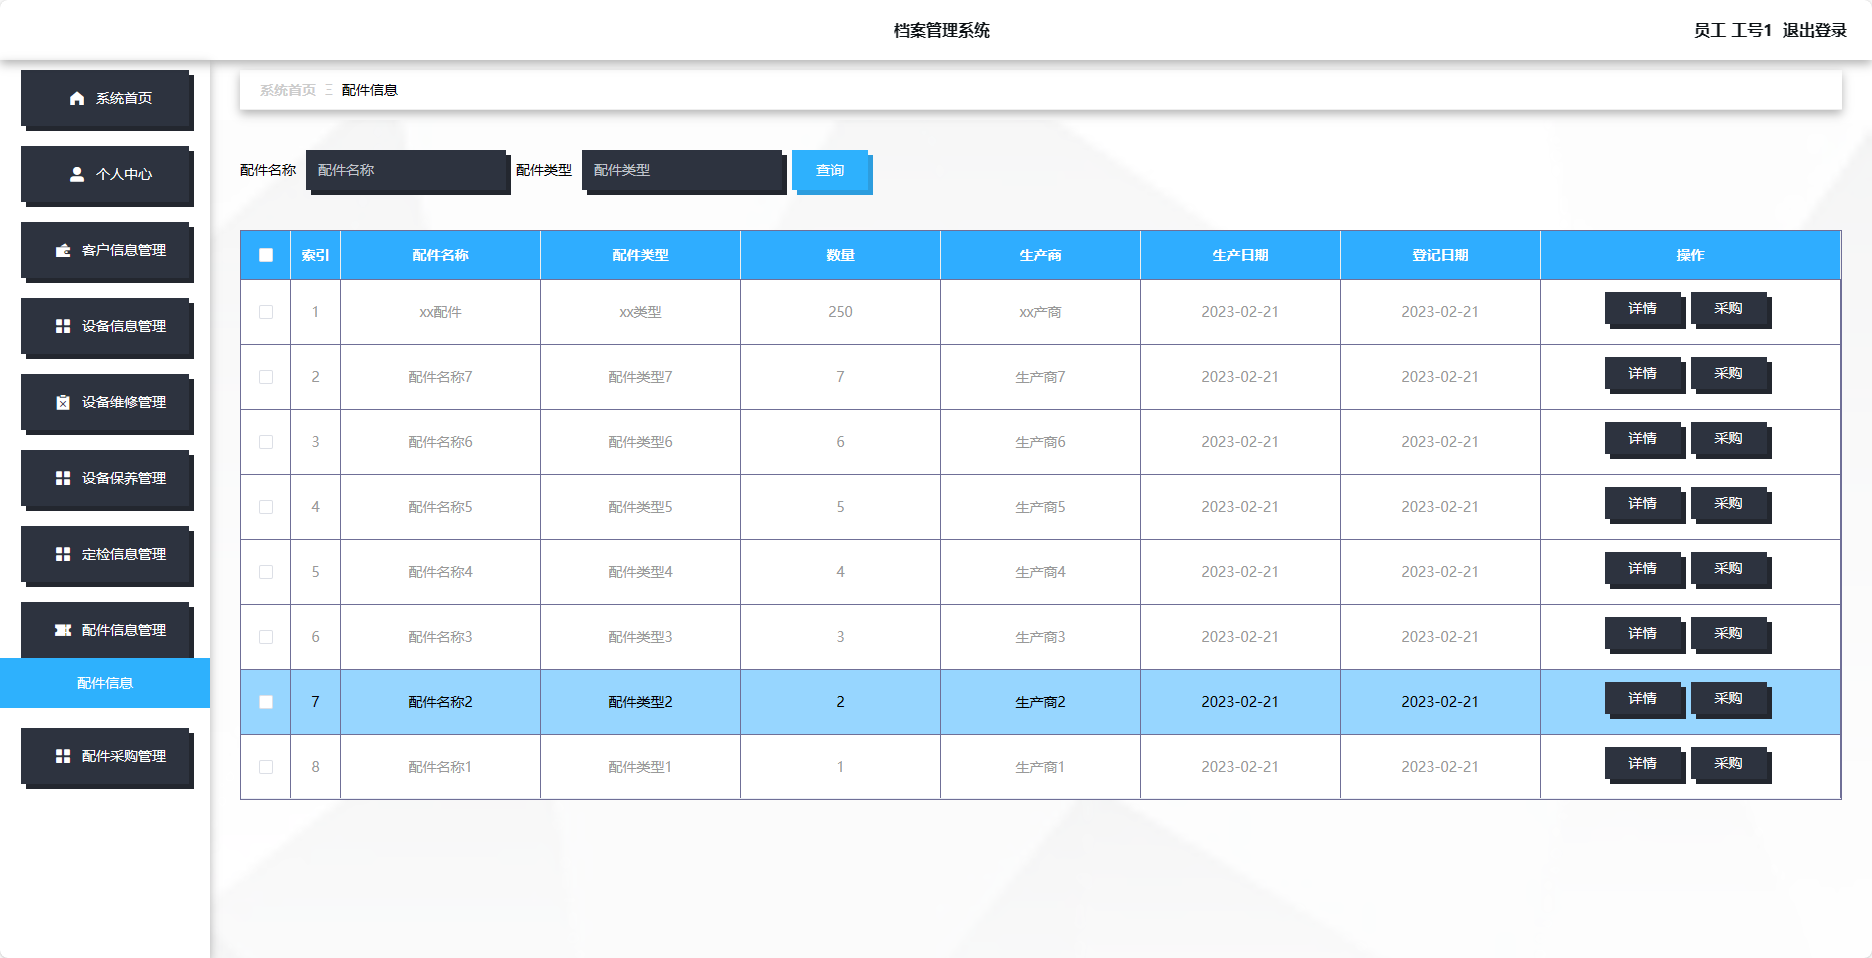 档案管理系统
员工 工号1 退出登录
系统首页
个人中心
客户信息管理
设备信息管理
设备维修管理
设备保养管理
定检信息管理
配件信息管理
配件信息
配件采购管理
系统首页 Ξ 配件信息
配件名称 配件名称 配件类型 配件类型 查询
索引 配件名称 配件类型 数量 生产商 生产日期 登记日期 操作
1 xx配件 xx类型 250 xx产商 2023-02-21 2023-02-21 详情 采购
2 配件名称7 配件类型7 7 生产商7 2023-02-21 2023-02-21 详情 采购
3 配件名称6 配件类型6 6 生产商6 2023-02-21 2023-02-21 详情 采购
4 配件名称5 配件类型5 5 生产商5 2023-02-21 2023-02-21 详情 采购
5 配件名称4 配件类型4 4 生产商4 2023-02-21 2023-02-21 详情 采购
6 配件名称3 配件类型3 3 生产商3 2023-02-21 2023-02-21 详情 采购
7 配件名称2 配件类型2 2 生产商2 2023-02-21 2023-02-21 详情 采购
8 配件名称1 配件类型1 1 生产商1 2023-02-21 2023-02-21 详情 采购